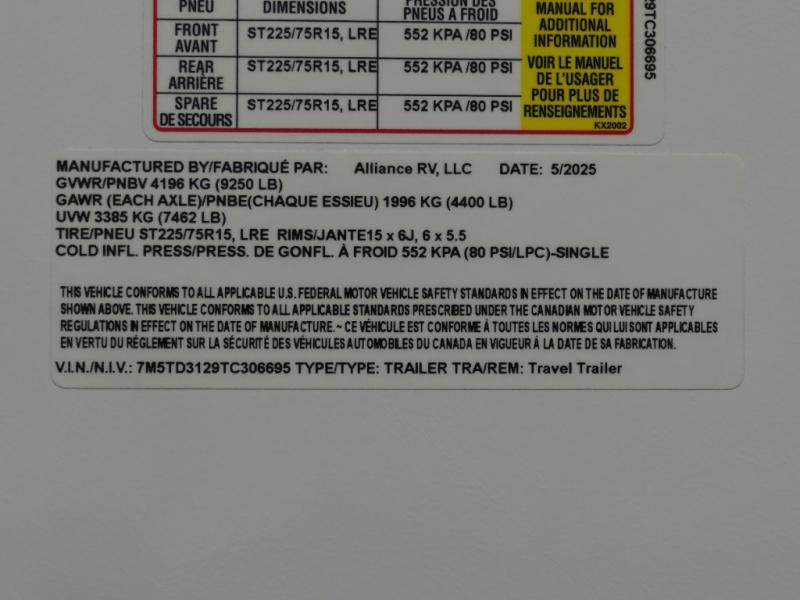 PNEU DIMENSIONS PRESSION DES PNEUS A FROID
FRONT AVANT ST225/75R15, LRE 552 KPA /80 PSI
REAR ARRIÈRE ST225/75R15, LRE 552 KPA /80 PSI
SPARE DE SECOURS ST225/75R15, LRE 552 KPA /80 PSI
MANUAL FOR
ADDITIONAL
INFORMATION
VOIR LE MANUEL
DE L'USAGER
POUR PLUS DE
RENSEIGNEMENTS
KX2002
29TC306695
MANUFACTURED BY/FABRIQUÉ PAR: Alliance RV, LLC DATE: 5/2025
GVWR/PNBV 4196 KG (9250 LB)
GAWR (EACH AXLE)/PNBE(CHAQUE ESSIEU) 1996 KG (4400 LB)
UVW 3385 KG (7462 LB)
TIRE/PNEU ST225/75R15, LRE RIMS/JANTE15 x 6J, 6 x 5.5
COLD INFL. PRESS/PRESS. DE GONFL. À FROID 552 KPA (80 PSI/LPC)-SINGLE
THIS VEHICLE CONFORMS TO ALL APPLICABLE U.S. FEDERAL MOTOR VEHICLE SAFETY STANDARDS IN EFFECT ON THE DATE OF MANUFACTURE
SHOWN ABOVE. THIS VEHICLE CONFORMS TO ALL APPLICABLE STANDARDS PRESCRIBED UNDER THE CANADIAN MOTOR VEHICLE SAFETY
REGULATIONS IN EFFECT ON THE DATE OF MANUFACTURE. ~ CE VÉHICULE EST CONFORME À TOUTES LES NORMES QUI LUI SONT APPLICABLES
EN VERTU DU RÉGLEMENT SUR LA SÉCURITÉ DES VÉHICULES AUTOMOBILES DU CANADA EN VIGUEUR À LA DATE DE SA FABRICATION.
V.I.N./N.I.V.: 7M5TD3129TC306695 TYPE/TYPE: TRAILER TRA/REM: Travel Trailer